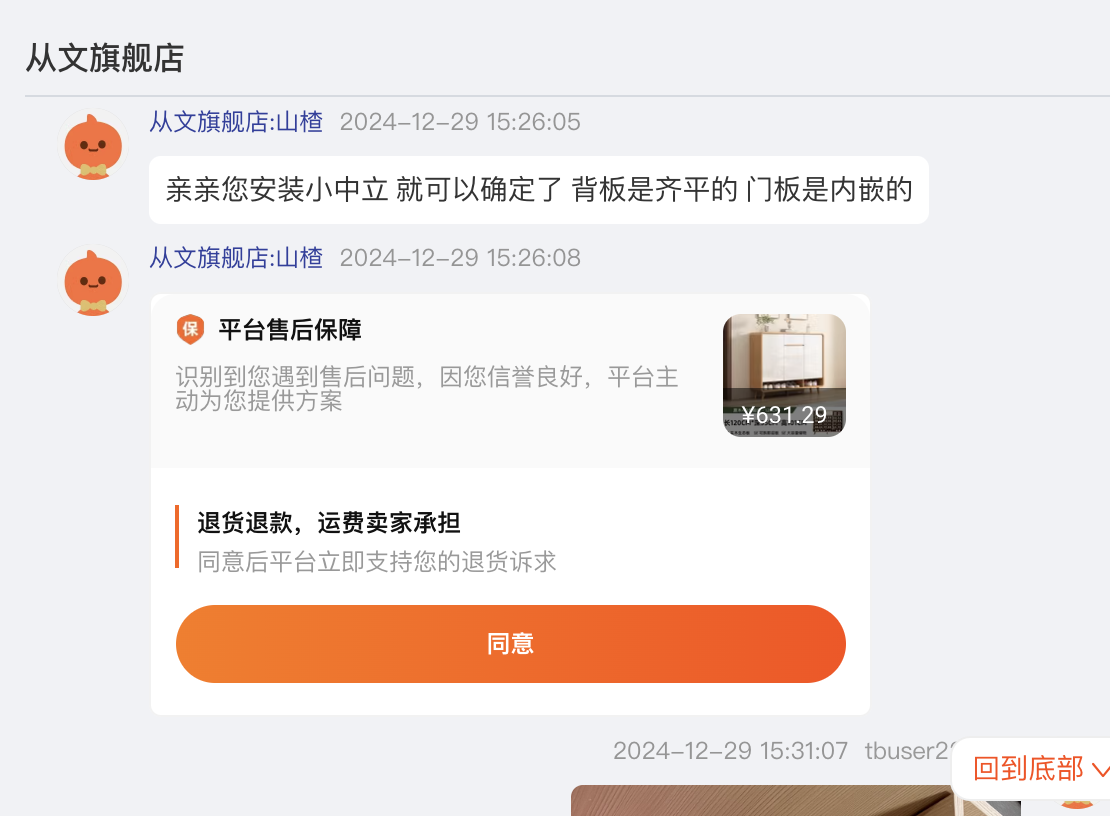 从文旗舰店
从文旗舰店:山楂 2024-12-29 15:26:05
亲亲您安装小中立 就可以确定了 背板是齐平的 门板是内嵌的
从文旗舰店:山楂 2024-12-29 15:26:08
保 平台售后保障
识别到您遇到售后问题，因您信誉良好，平台主
动为您提供方案
¥631.29
退货退款，运费卖家承担
同意后平台立即支持您的退货诉求
同意
2024-12-29 15:31:07 tbuser2
回到底部